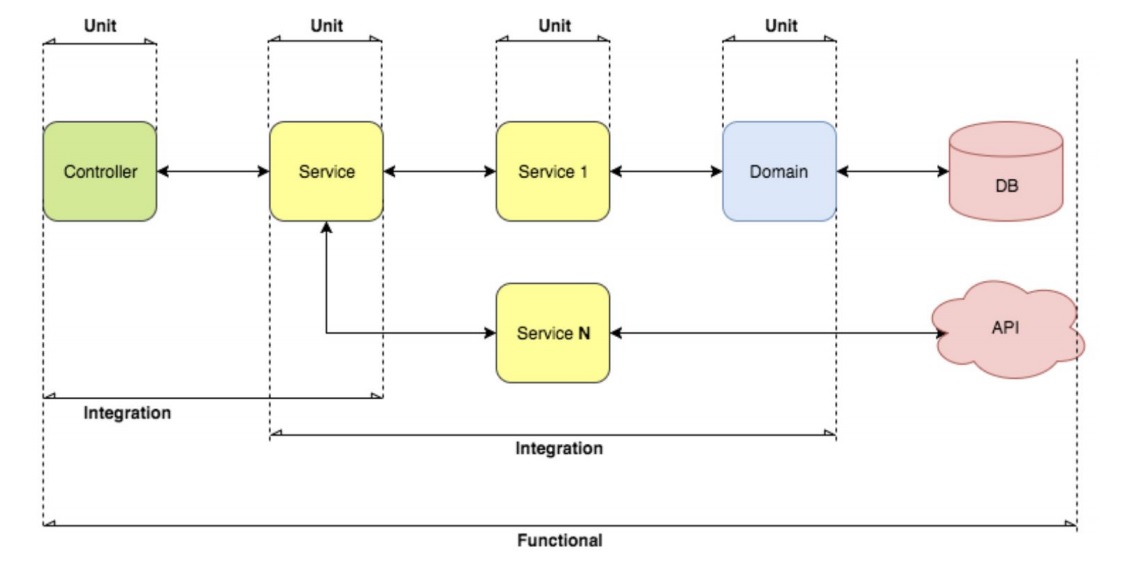 Unit
Unit
Unit
Unit
Controller
Service
Service 1
Domain
DB
Service N
API
Integration
Integration
Functional